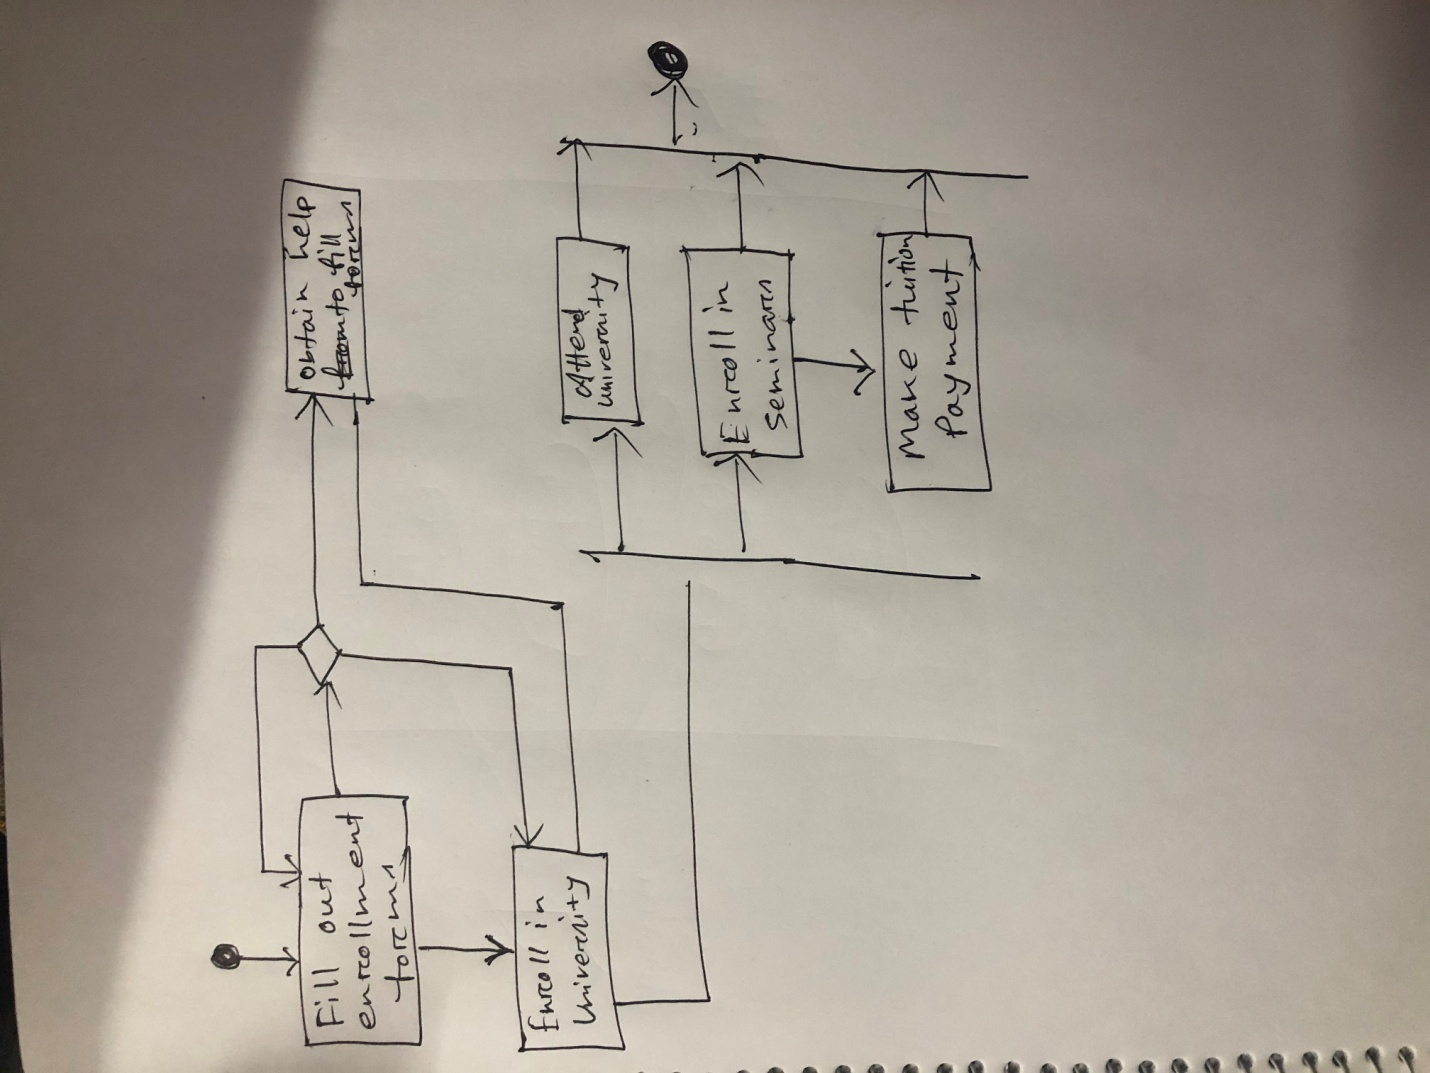 Fill out
enrollment
forms
Enroll in
University
obtain help
to fill
forms
Attend
University
Enroll in
Seminars
Make tuition
Payment